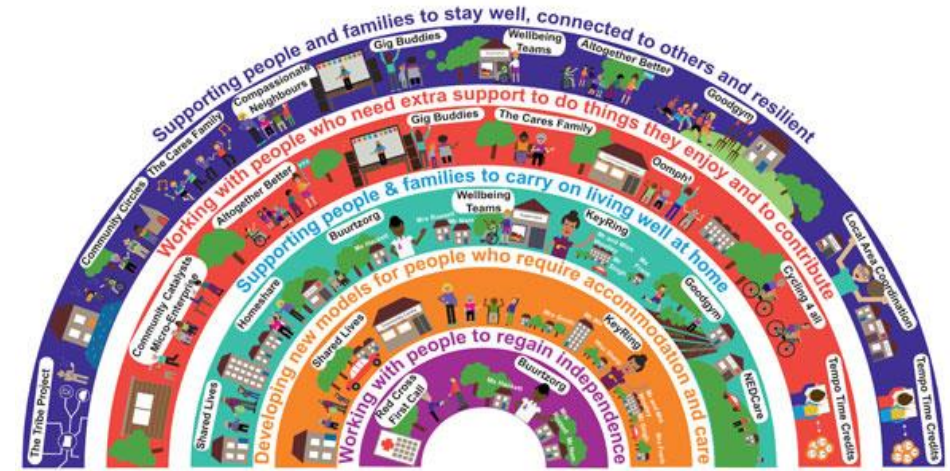 Supporting people and families to stay well, connected to others and resilient
The Tribe Project
Community Circles
The Cares Family
Compassionate
Neighbours
Gig Buddies
Wellbeing
Teams
Altogether Better
Goodgym
Local Area Coordination
Tempo Time Credits
Working with people who need extra support to do things they enjoy and to contribute
Community Catalysts
Micro-Enterprise
Altogether Better
Gig Buddies
The Cares Family
Oomph!
Cycling 4 all
Tempo Time Credits
Supporting people & families to carry on living well at home
Shared Lives
Homeshare
Buurtzorg
Wellbeing
Teams
KeyRing
Goodgym
NEDCare
Developing new models for people who require accommodation and care
Shared Lives
KeyRing
Working with people to regain independence
Red Cross
First Call
Buurtzorg